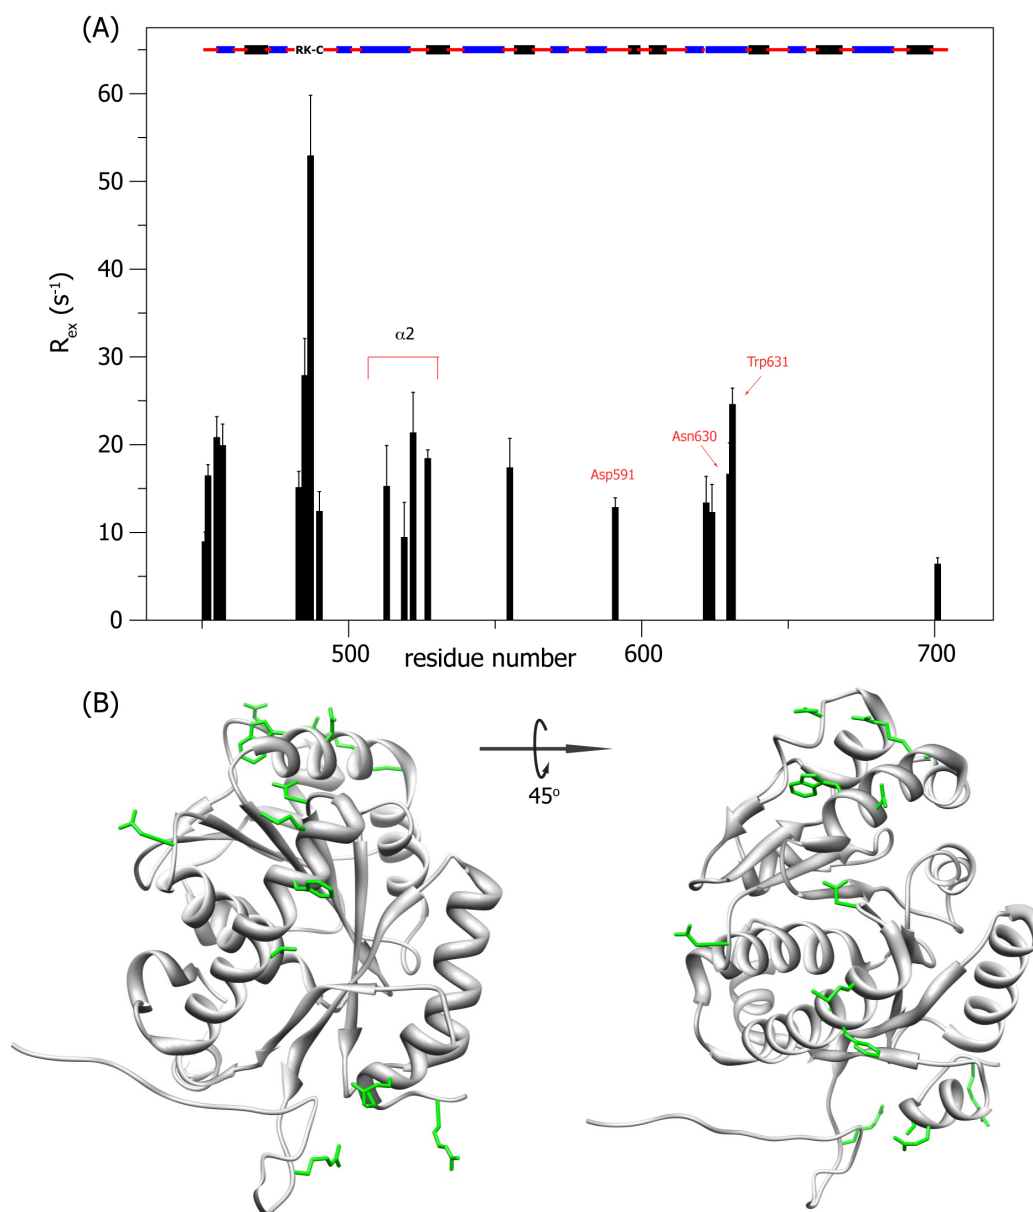 (A)
RK-C
60
50
40
30
20
10
0
R_ex (s⁻¹)
α2
Trp631
Asn630
Asp591
500
600
700
residue number
(B)
45º